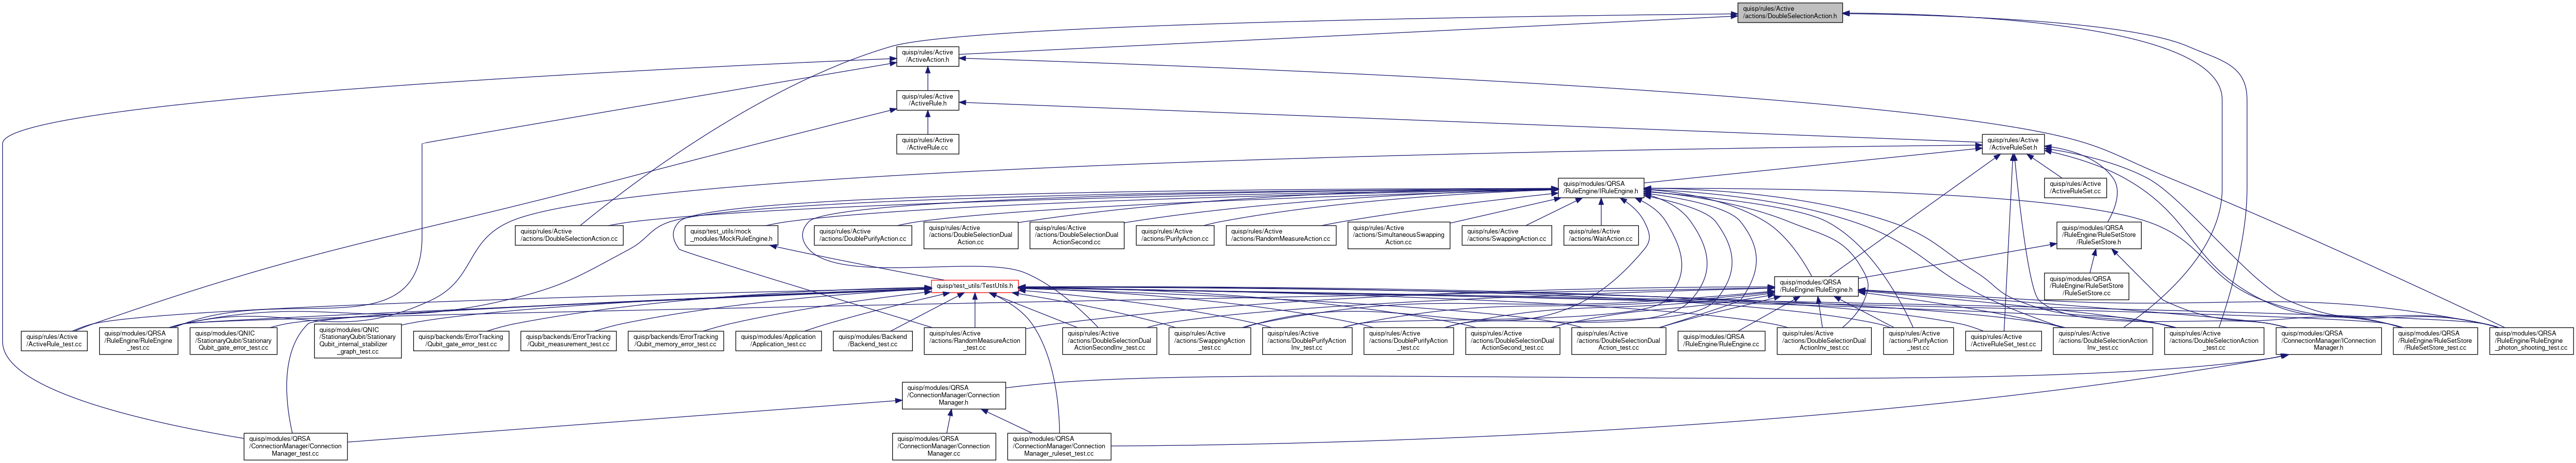 quisp/rules/Active
/actions/DoubleSelectionAction.h
quisp/rules/Active
/ActiveAction.h
quisp/rules/Active
/ActiveRule.h
quisp/rules/Active
/ActiveRule.cc
quisp/rules/Active
/ActiveRuleSet.h
quisp/modules/QRSA
/RuleEngine/IRuleEngine.h
quisp/rules/Active
/ActiveRuleSet.cc
quisp/rules/Active
/actions/DoubleSelectionAction.cc
quisp/test_utils/mock
_modules/MockRuleEngine.h
quisp/rules/Active
/actions/DoublePurifyAction.cc
quisp/rules/Active
/actions/DoubleSelectionDual
Action.cc
quisp/rules/Active
/actions/DoubleSelectionDual
ActionSecond.cc
quisp/rules/Active
/actions/PurifyAction.cc
quisp/rules/Active
/actions/RandomMeasureAction.cc
quisp/rules/Active
/actions/SimultaneousSwapping
Action.cc
quisp/rules/Active
/actions/SwappingAction.cc
quisp/rules/Active
/actions/WaitAction.cc
quisp/modules/QRSA
/RuleEngine/RuleSetStore
/RuleSetStore.h
quisp/test_utils/TestUtils.h
quisp/modules/QRSA
/RuleEngine/RuleEngine.h
quisp/modules/QRSA
/RuleEngine/RuleSetStore
/RuleSetStore.cc
quisp/rules/Active
/ActiveRule_test.cc
quisp/modules/QRSA
/RuleEngine/RuleEngine
_test.cc
quisp/modules/QNIC
/StationaryQubit/Stationary
Qubit_gate_error_test.cc
quisp/modules/QNIC
/StationaryQubit/Stationary
Qubit_internal_stabilizer
_graph_test.cc
quisp/backends/ErrorTracking
/Qubit_gate_error_test.cc
quisp/backends/ErrorTracking
/Qubit_measurement_test.cc
quisp/backends/ErrorTracking
/Qubit_memory_error_test.cc
quisp/modules/Application
/Application_test.cc
quisp/modules/Backend
/Backend_test.cc
quisp/rules/Active
/actions/RandomMeasureAction
_test.cc
quisp/rules/Active
/actions/DoubleSelectionDual
ActionSecondInv_test.cc
quisp/rules/Active
/actions/SwappingAction
_test.cc
quisp/rules/Active
/actions/DoublePurifyAction
Inv_test.cc
quisp/rules/Active
/actions/DoublePurifyAction
_test.cc
quisp/rules/Active
/actions/DoubleSelectionDual
ActionSecond_test.cc
quisp/rules/Active
/actions/DoubleSelectionDual
Action_test.cc
quisp/modules/QRSA
/RuleEngine/RuleEngine.cc
quisp/rules/Active
/actions/DoubleSelectionDual
ActionInv_test.cc
quisp/rules/Active
/actions/PurifyAction
_test.cc
quisp/rules/Active
/ActiveRuleSet_test.cc
quisp/rules/Active
/actions/DoubleSelectionAction
Inv_test.cc
quisp/rules/Active
/actions/DoubleSelectionAction
_test.cc
quisp/modules/QRSA
/ConnectionManager/IConnection
Manager.h
quisp/modules/QRSA
/RuleEngine/RuleSetStore
/RuleSetStore_test.cc
quisp/modules/QRSA
/RuleEngine/RuleEngine
_photon_shooting_test.cc
quisp/modules/QRSA
/ConnectionManager/Connection
Manager.h
quisp/modules/QRSA
/ConnectionManager/Connection
Manager_test.cc
quisp/modules/QRSA
/ConnectionManager/Connection
Manager.cc
quisp/modules/QRSA
/ConnectionManager/Connection
Manager_ruleset_test.cc